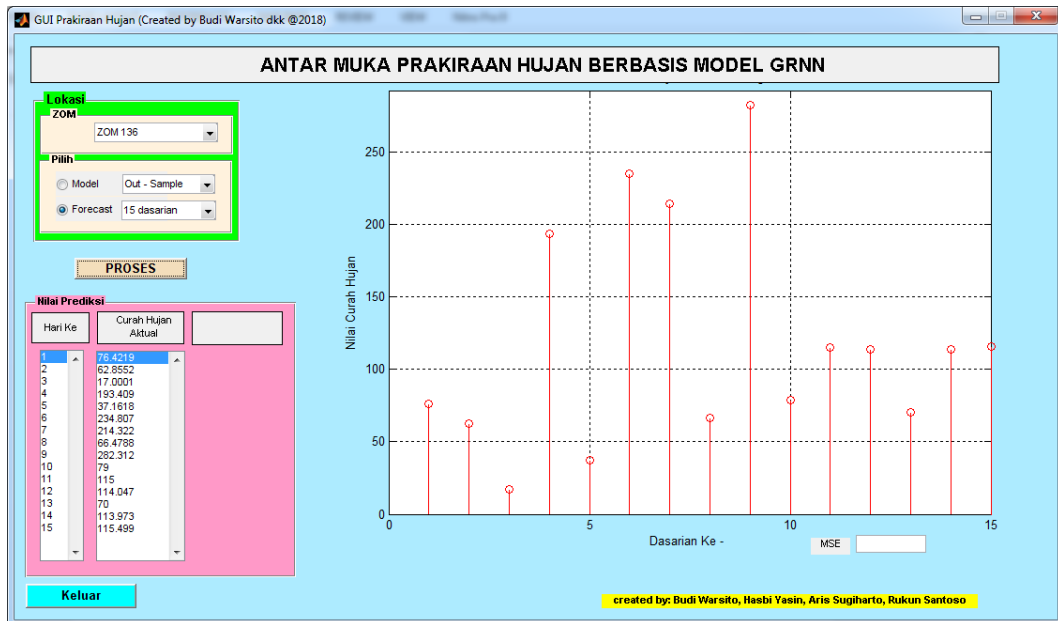 GUI Prakiraan Hujan (Created by Budi Warsito dkk @2018)
ANTAR MUKA PRAKIRAAN HUJAN BERBASIS MODEL GRNN
Lokasi
ZOM
ZOM 136
Pilih
Model
Out - Sample
Forecast
15 dasarian
PROSES
Nilai Prediksi
Hari Ke
Curah Hujan
Aktual
1 76.4219
2 62.8552
3 17.0001
4 193.409
5 37.1618
6 234.807
7 214.322
8 66.4788
9 282.312
10 79
11 115
12 114.047
13 70
14 113.973
15 115.499
Keluar
Nilai Curah Hujan
250
200
150
100
50
0
0 5 10 15
Dasarian Ke -
MSE
created by: Budi Warsito, Hasbi Yasin, Aris Sugiharto, Rukun Santoso